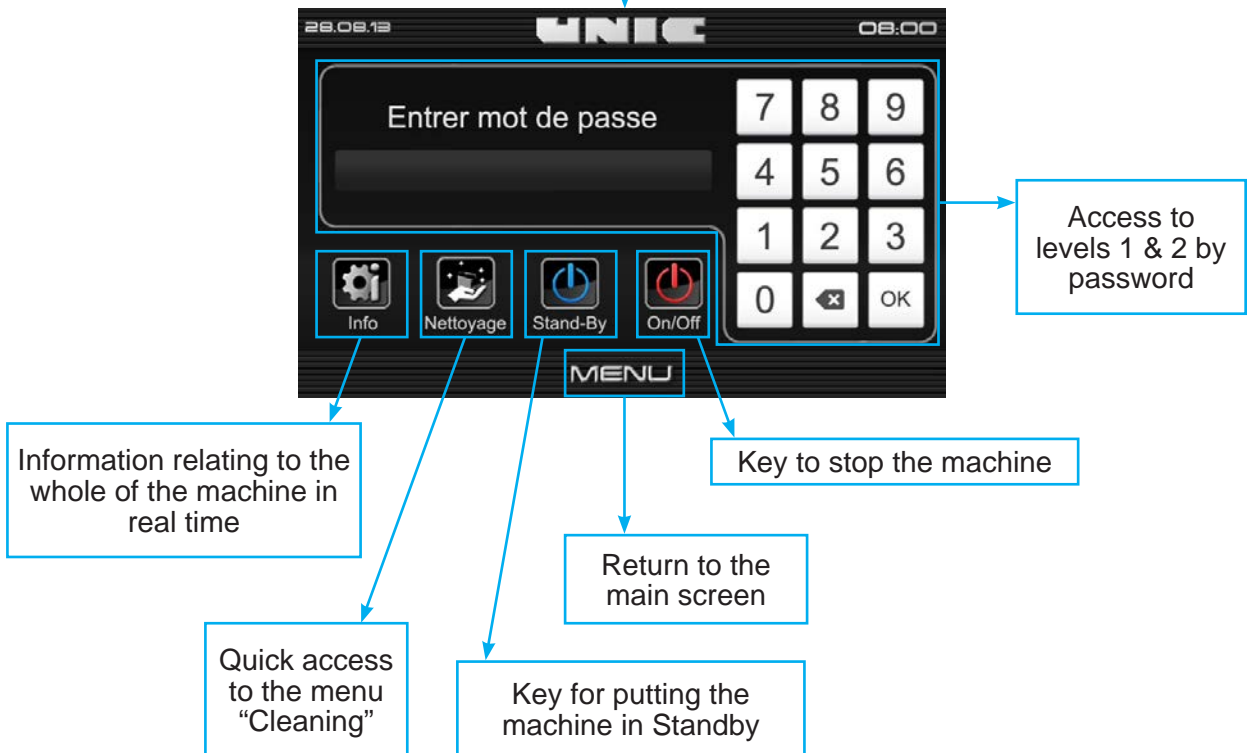 28.08.13
UNIC
08:00
Entrer mot de passe
7 8 9
4 5 6
1 2 3
0 OK
Info
Nettoyage
Stand-By
On/Off
MENU
Access to
levels 1 & 2 by
password
Information relating to the
whole of the machine in
real time
Key to stop the machine
Return to the
main screen
Quick access
to the menu
“Cleaning”
Key for putting the
machine in Standby